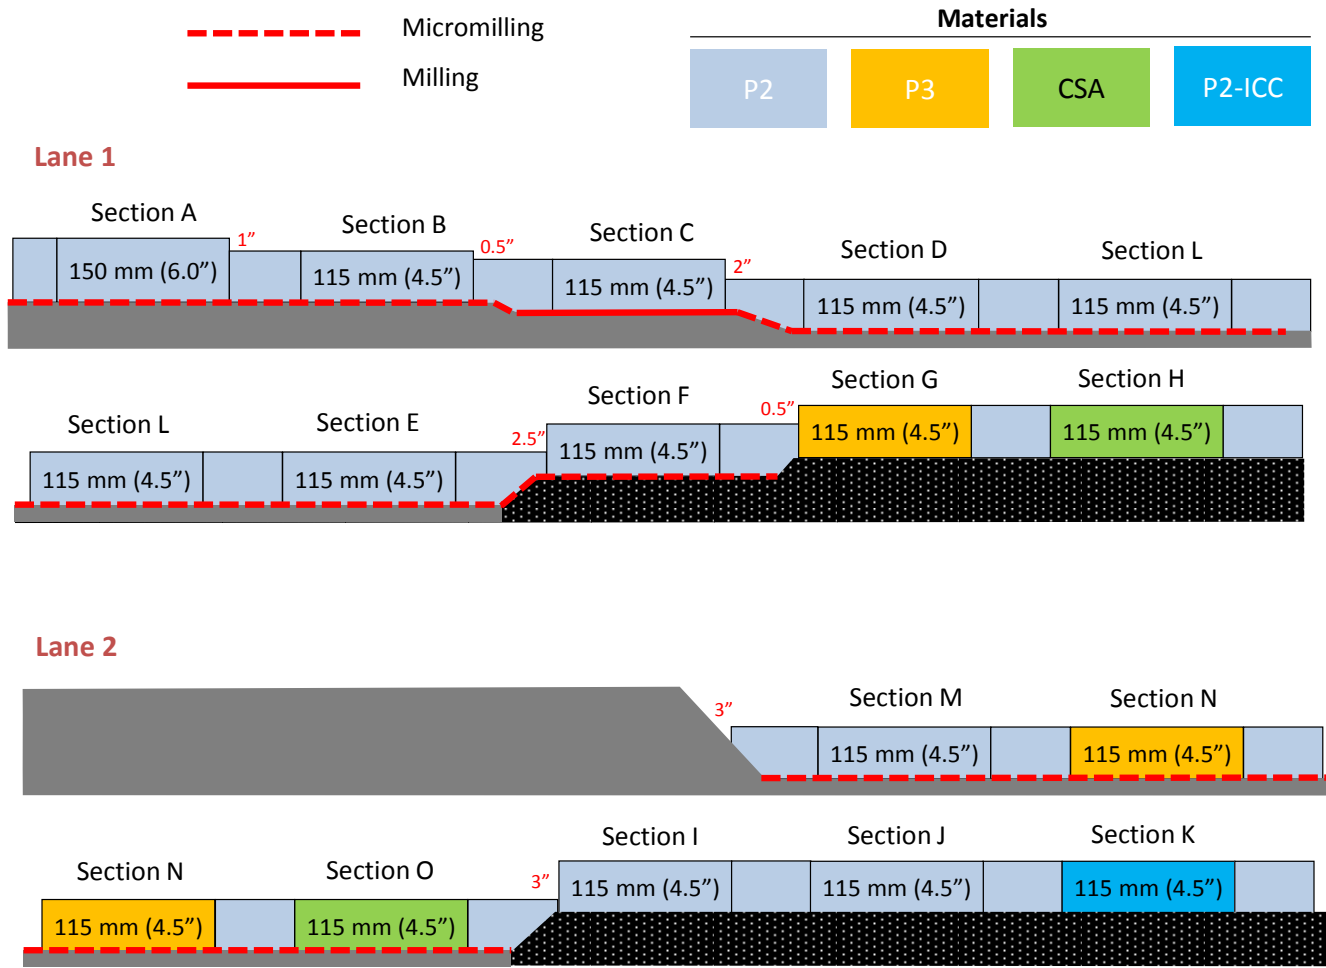 Micromilling
Milling
Materials
P2 P3 CSA P2-ICC
Lane 1
Section A Section B Section C Section D Section L
1” 0.5” 2”
150 mm (6.0”) 115 mm (4.5”) 115 mm (4.5”) 115 mm (4.5”) 115 mm (4.5”)
Section L Section E Section F Section G Section H
2.5” 0.5”
115 mm (4.5”) 115 mm (4.5”) 115 mm (4.5”) 115 mm (4.5”) 115 mm (4.5”)
Lane 2
Section M Section N
3”
115 mm (4.5”) 115 mm (4.5”)
Section N Section O Section I Section J Section K
3”
115 mm (4.5”) 115 mm (4.5”) 115 mm (4.5”) 115 mm (4.5”) 115 mm (4.5”)